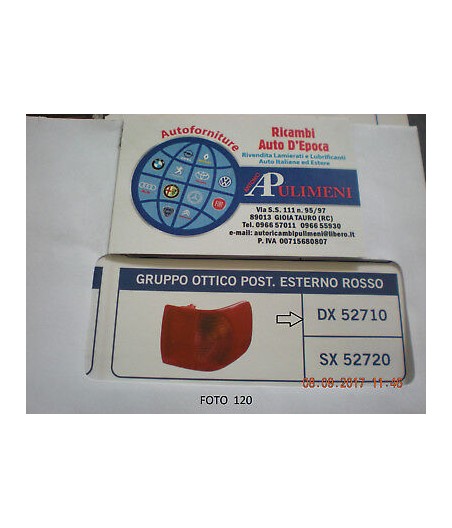 Autoforniture
Ricambi
Auto D'Epoca
Rivendita Lamierati e Lubrificanti
Auto Italiane ed Estere
PULIMENI
Via S.S. 111 n. 95/97
89013 GIOIA TAURO (RC)
Tel. 0966 57011 0966 55930
e-mail: autoricambipulimeni@libero.it
P. IVA 00715680807
GRUPPO OTTICO POST. ESTERNO ROSSO
DX 52710
SX 52720
08.09.2017 11:46
FOTO 120